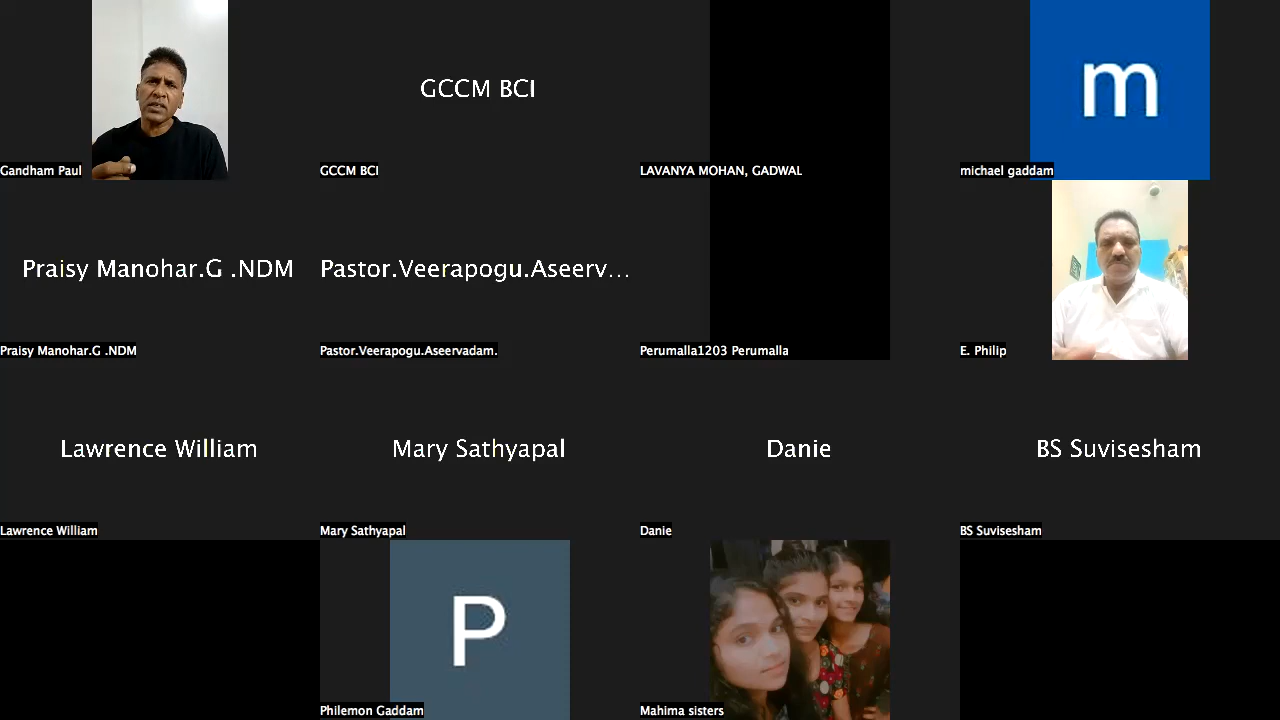 GCCM BCI
m
Gandham Paul
GCCM BCI
LAVANYA MOHAN, GADWAL
michael gaddam
Praisy Manohar.G .NDM
Pastor.Veerapogu.Aseerv...
Praisy Manohar.G .NDM
Pastor.Veerapogu.Aseervadam.
Perumalla1203 Perumalla
E. Philip
Lawrence William
Mary Sathyapal
Danie
BS Suvisesham
Lawrence William
Mary Sathyapal
Danie
BS Suvisesham
P
Philemon Gaddam
Mahima sisters